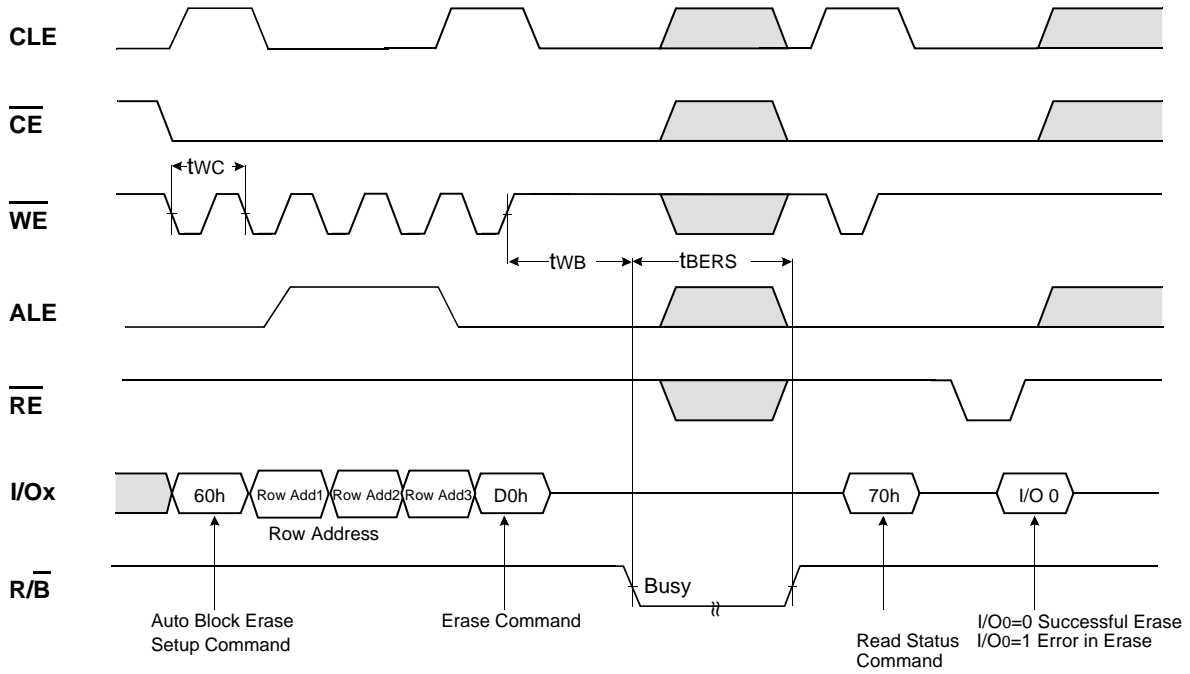 CLE
CE
tWC
WE
tWB
tBERS
ALE
RE
I/Ox
60h
Row Add1
Row Add2
Row Add3
D0h
70h
I/O 0
Row Address
R/B
Busy
Auto Block Erase
Setup Command
Erase Command
Read Status
Command
I/O0=0 Successful Erase
I/O0=1 Error in Erase